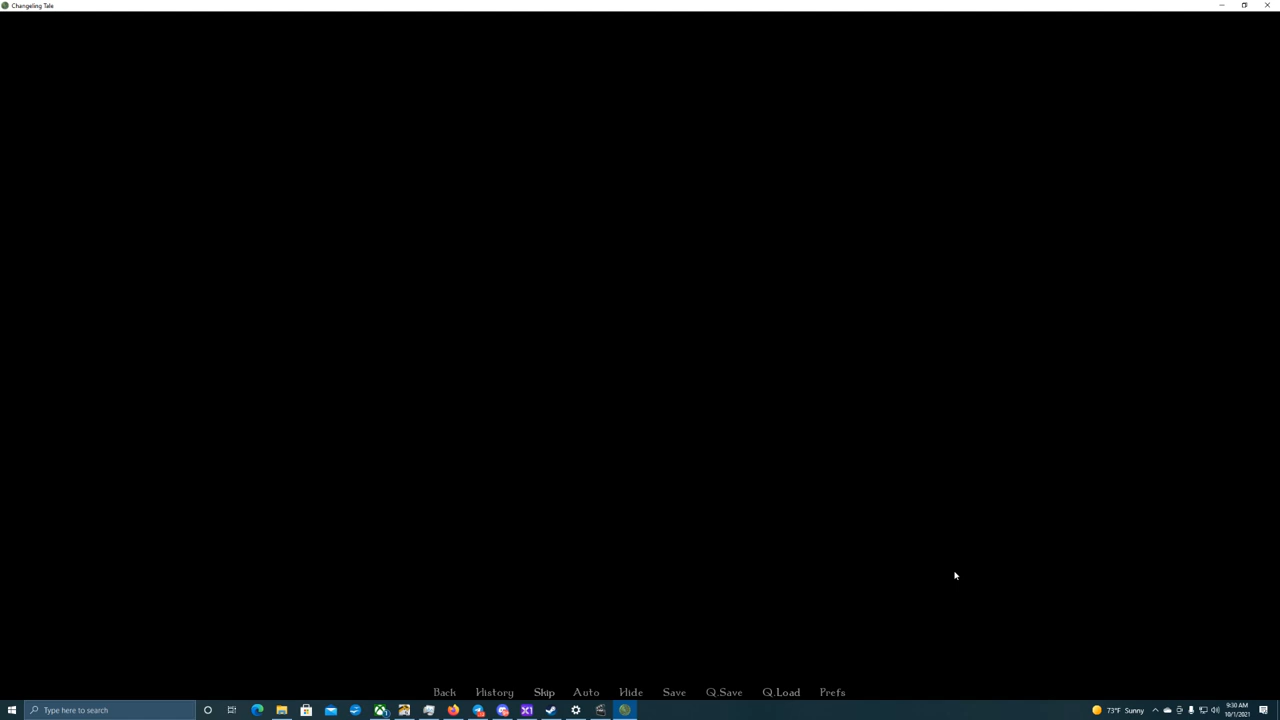 Changeling Tale
Back History Skip Auto Hide Save Q.Save Q.Load Prefs
Type here to search
73°F Sunny
9:30 AM
10/1/2021